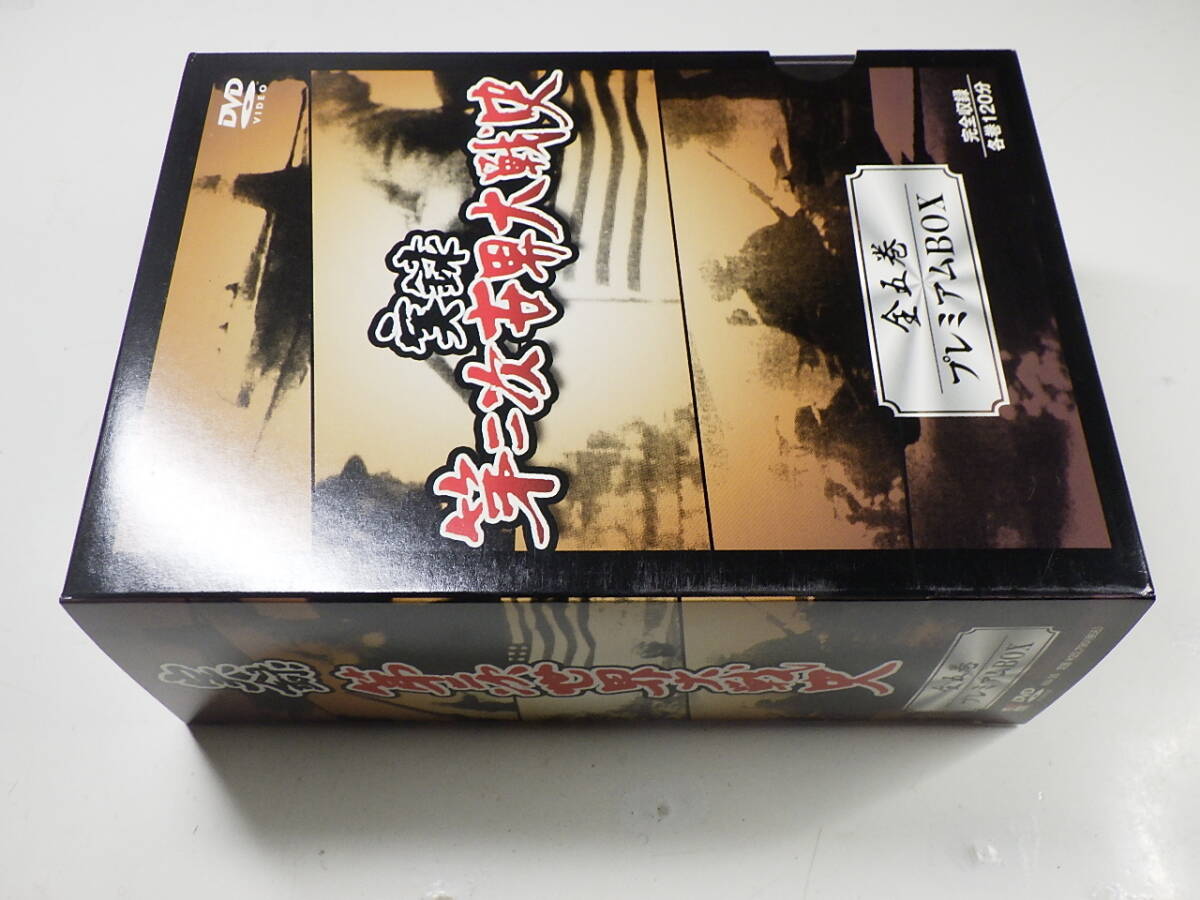 DVD
VIDEO
実録
第二次世界大戦史
完全収録
各巻120分
全五巻
プレミアムBOX
実録 第二次世界大戦史
全五巻
プレミアムBOX